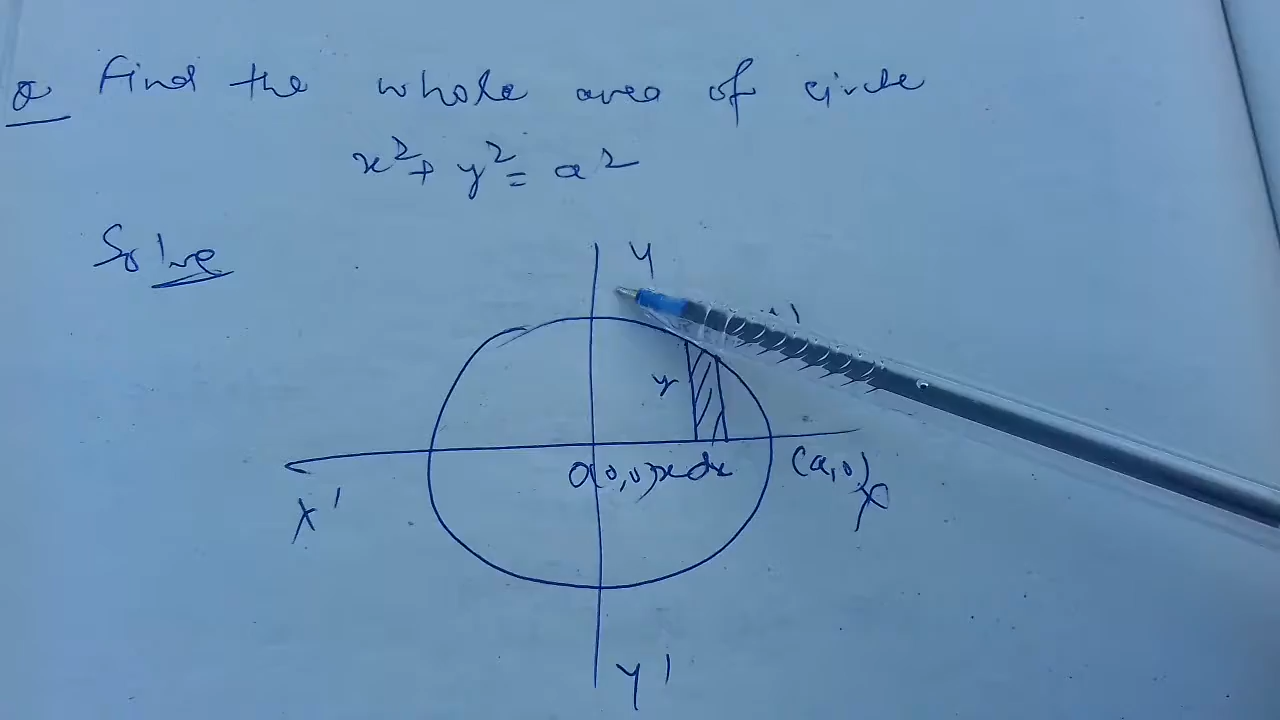 Q Find the whole area of circle
x² + y² = a²
Solve
Y
y
O(0,0) x dx (a,0)
X' X
Y'